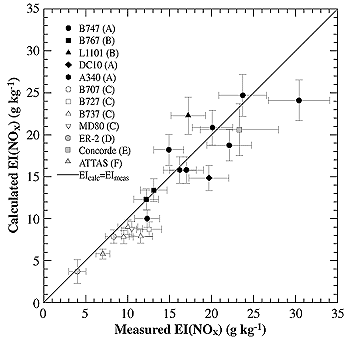 35
30
25
20
15
10
5
0
Calculated EI(NOX) (g kg-1)
B747 (A)
B767 (B)
L1101 (B)
DC10 (A)
A340 (A)
B707 (C)
B727 (C)
B737 (C)
MD80 (C)
ER-2 (D)
Concorde (E)
ATTAS (F)
EIcalc=EImeas
0 5 10 15 20 25 30 35
Measured EI(NOX) (g kg-1)